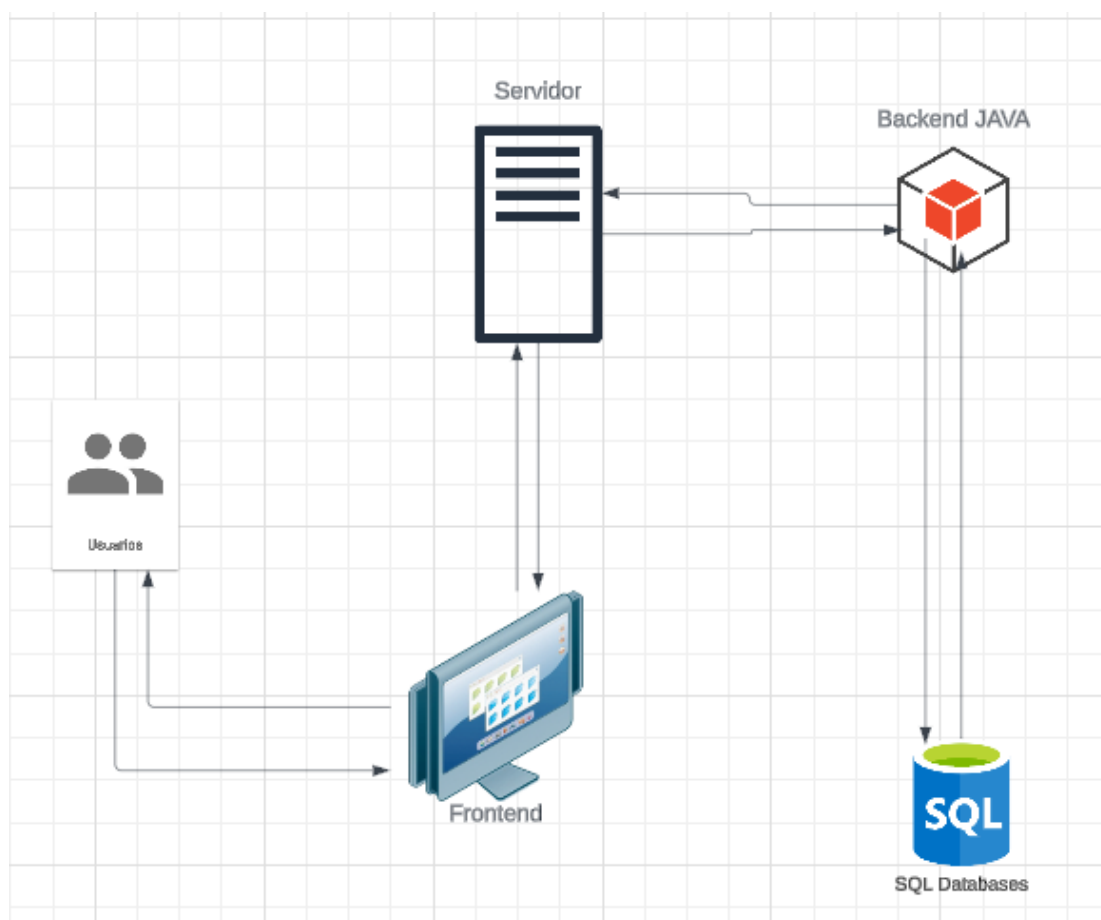 Servidor
Backend JAVA
Usuarios
Frontend
SQL
SQL Databases